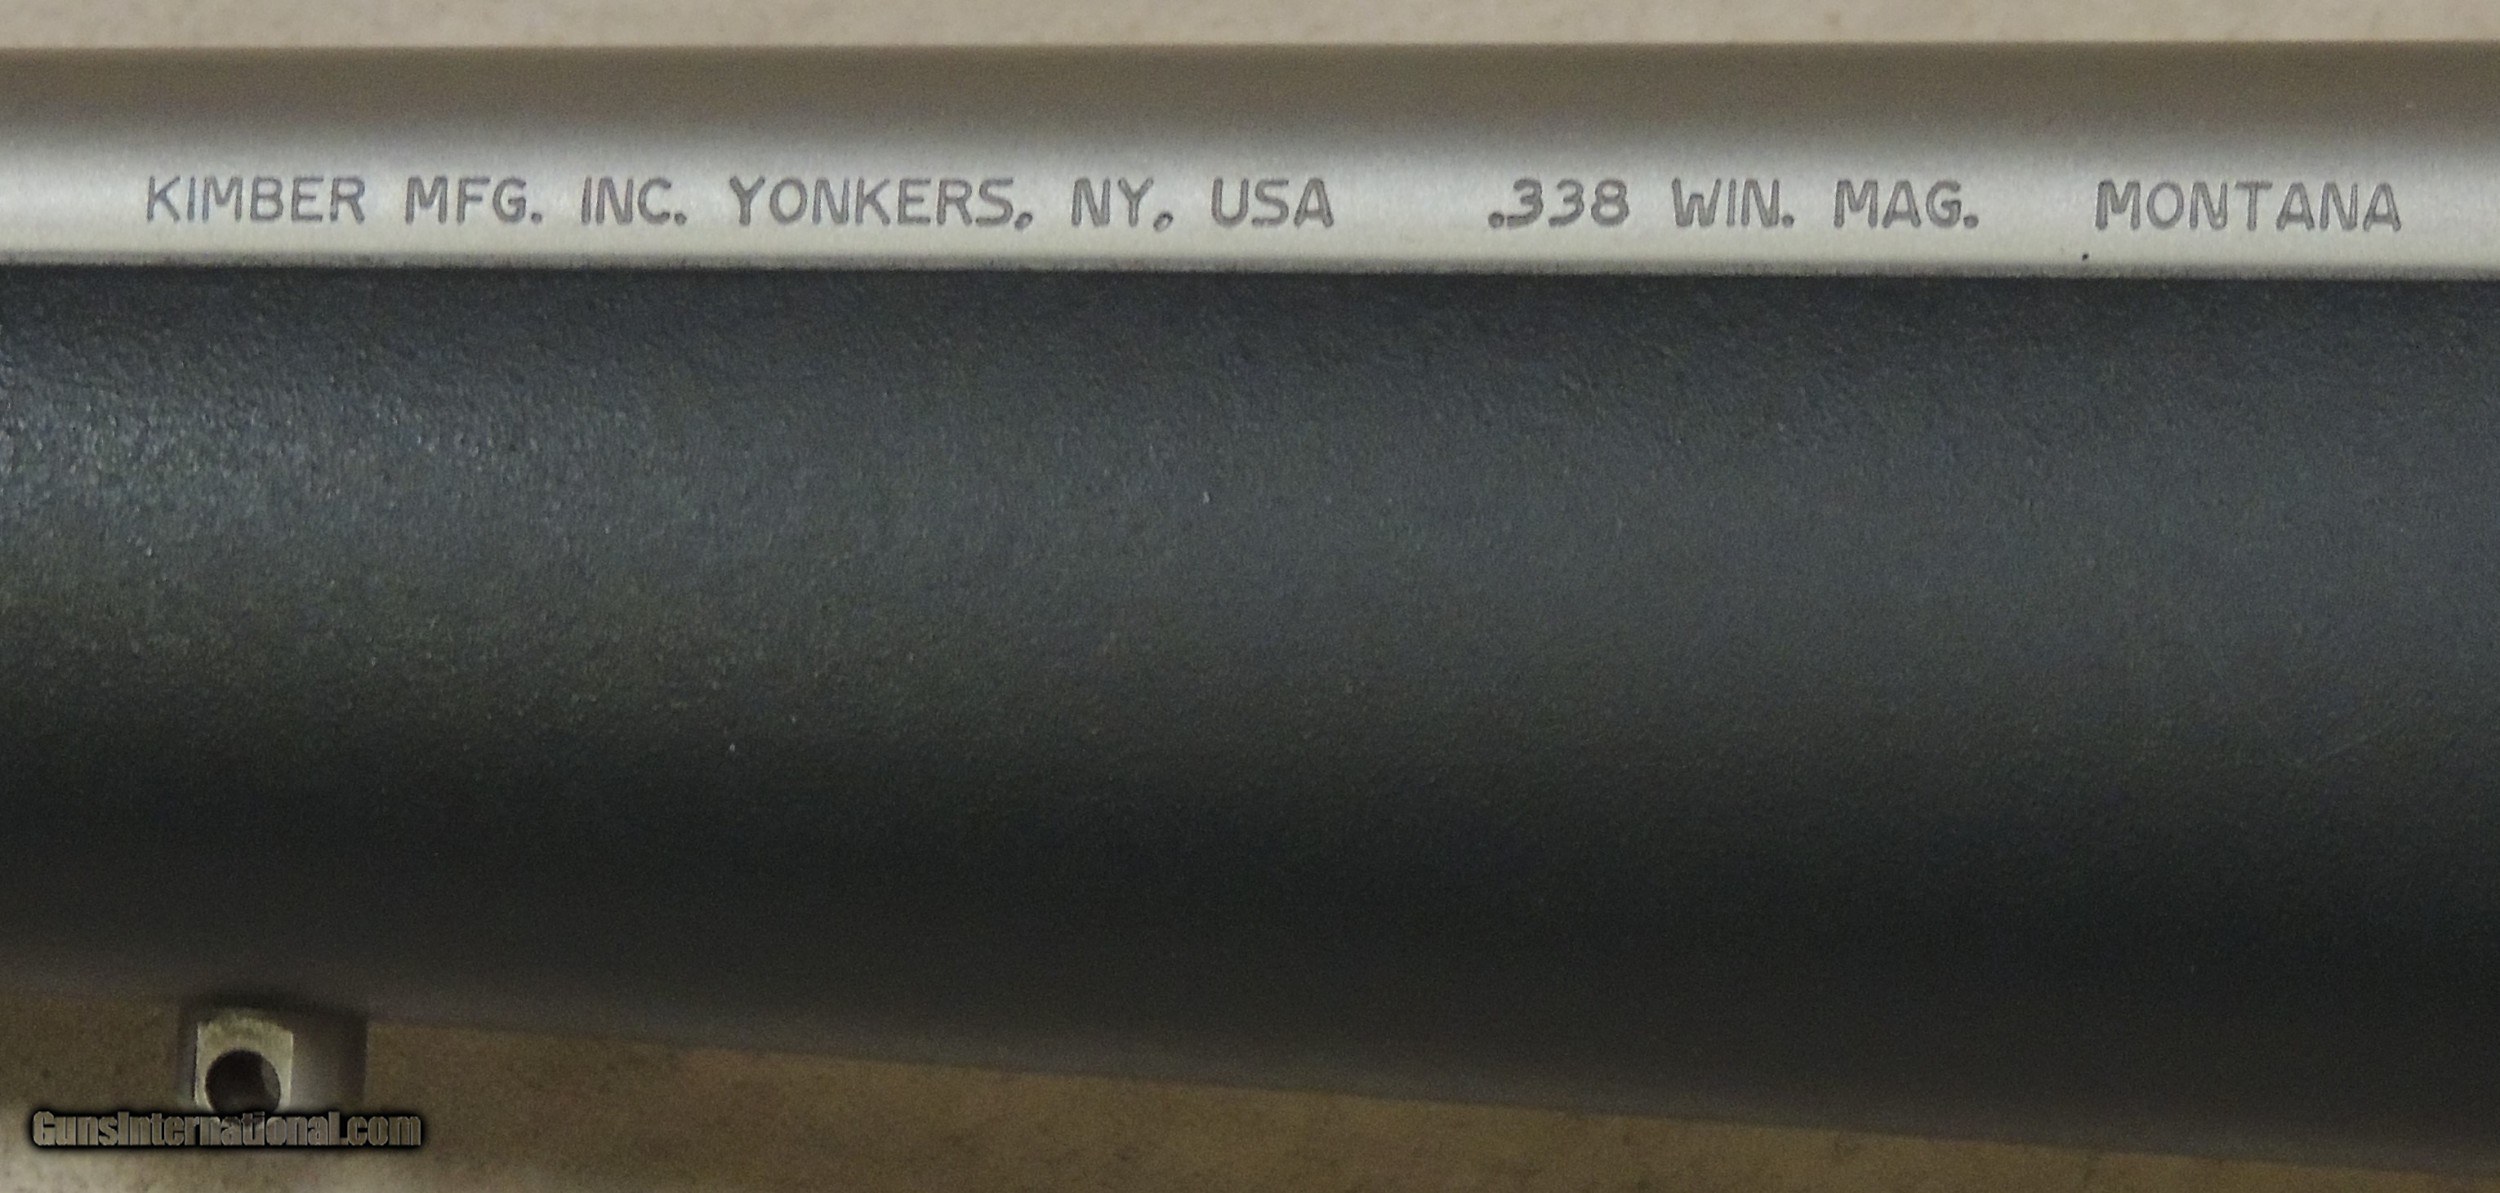 KIMBER MFG. INC. YONKERS, NY, USA .338 WIN. MAG. MONTANA
GunsInternational.com